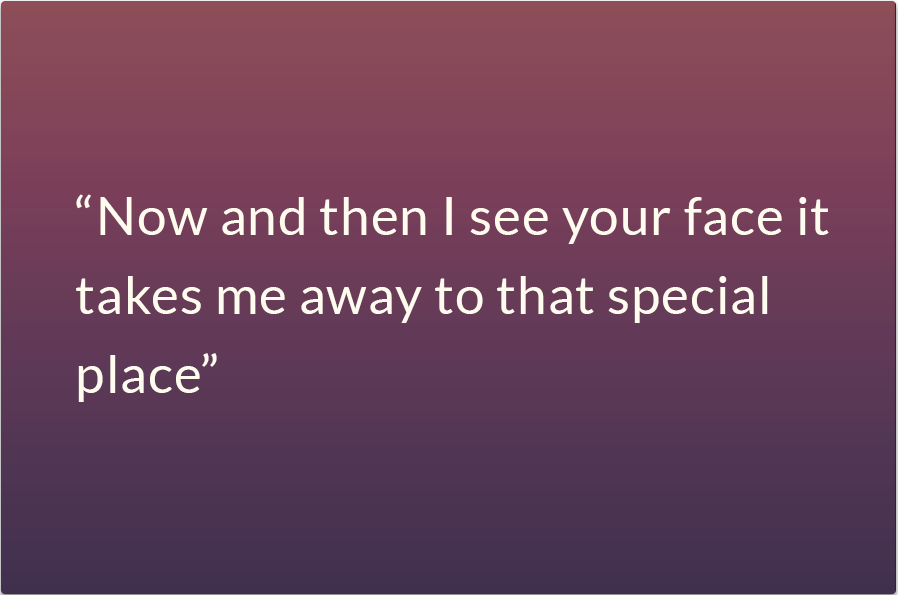 “Now and then I see your face it
takes me away to that special
place”